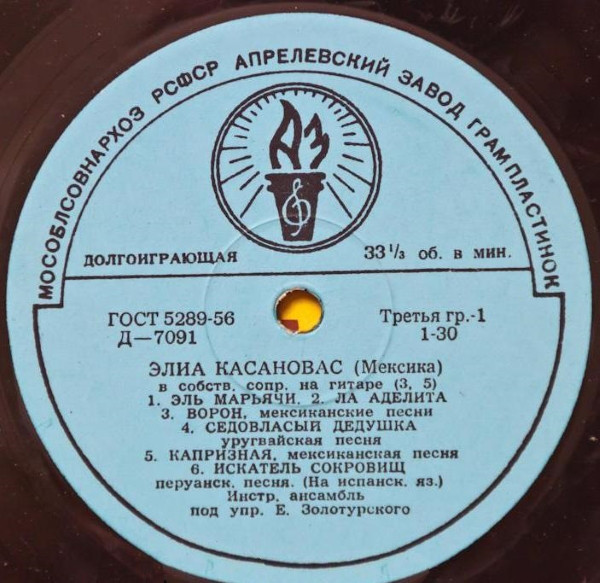 МОСОБЛСОВНАРХОЗ РСФСР АПРЕЛЕВСКИЙ ЗАВОД ГРАМПЛАСТИНОК
АЗ
ДОЛГОИГРАЮЩАЯ 33⅓ об. в мин.
ГОСТ 5289-56 Третья гр.-1
Д—7091 1-30
ЭЛИА КАСАНОВАС (Мексика)
в собств. сопр. на гитаре (3, 5)
1. ЭЛЬ МАРЬЯЧИ. 2. ЛА АДЕЛИТА
3. ВОРОН, мексиканские песни
4. СЕДОВЛАСЫЙ ДЕДУШКА
уругвайская песня
5. КАПРИЗНАЯ, мексиканская песня
6. ИСКАТЕЛЬ СОКРОВИЩ
перуанск. песня. (На испанск. яз.)
Инстр. ансамбль
под упр. Е. Золотурского